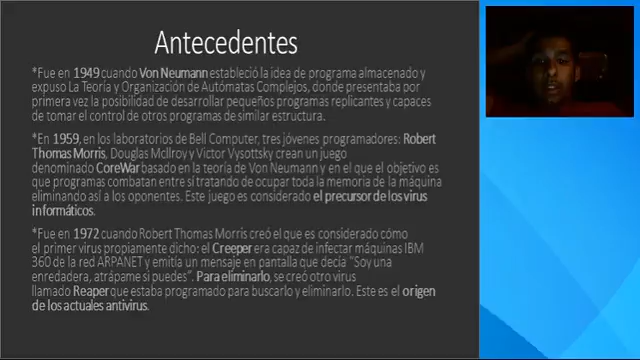 Antecedentes
*Fue en 1949 cuando Von Neumann estableció la idea de programa almacenado y
expuso La Teoría y Organización de Autómatas Complejos, donde presentaba por
primera vez la posibilidad de desarrollar pequeños programas replicantes y capaces
de tomar el control de otros programas de similar estructura.
*En 1959, en los laboratorios de Bell Computer, tres jóvenes programadores: Robert
Thomas Morris, Douglas McIlroy y Victor Vysottsky crean un juego
denominado CoreWar basado en la teoría de Von Neumann y en el que el objetivo es
que programas combatan entre sí tratando de ocupar toda la memoria de la máquina
eliminando así a los oponentes. Este juego es considerado el precursor de los virus
informáticos.
*Fue en 1972 cuando Robert Thomas Morris creó el que es considerado cómo
el primer virus propiamente dicho: el Creeper era capaz de infectar máquinas IBM
360 de la red ARPANET y emitía un mensaje en pantalla que decía "Soy una
enredadera, atrápame si puedes". Para eliminarlo, se creó otro virus
llamado Reaper que estaba programado para buscarlo y eliminarlo. Este es el origen
de los actuales antivirus.